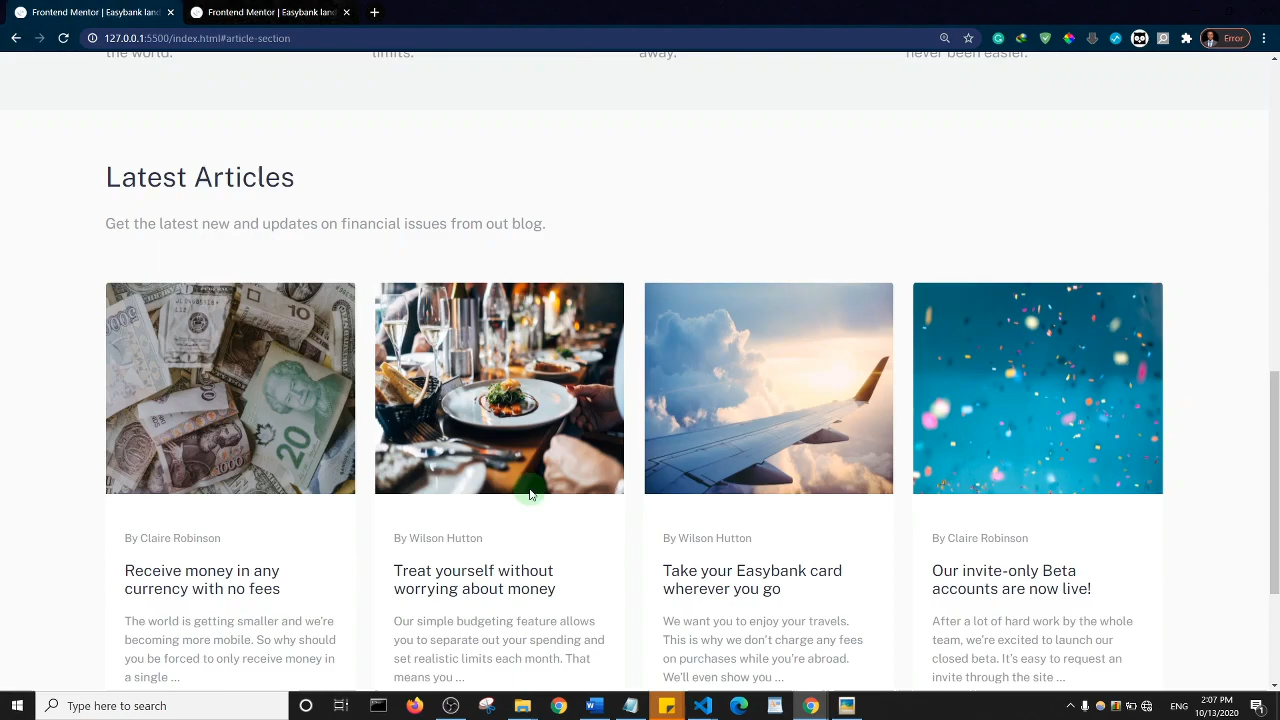 Frontend Mentor | Easybank land
Frontend Mentor | Easybank land
127.0.0.1:5500/index.html#article-section
Error
the world.
limits.
away.
never been easier.
Latest Articles
Get the latest new and updates on financial issues from out blog.
By Claire Robinson
Receive money in any
currency with no fees
The world is getting smaller and we're
becoming more mobile. So why should
you be forced to only receive money in
a single ...
By Wilson Hutton
Treat yourself without
worrying about money
Our simple budgeting feature allows
you to separate out your spending and
set realistic limits each month. That
means you ...
By Wilson Hutton
Take your Easybank card
wherever you go
We want you to enjoy your travels.
This is why we don't charge any fees
on purchases while you're abroad.
We'll even show you ...
By Claire Robinson
Our invite-only Beta
accounts are now live!
After a lot of hard work by the whole
team, we're excited to launch our
closed beta. It's easy to request an
invite through the site ...
Type here to search
ENG
2:07 PM
10/13/2020